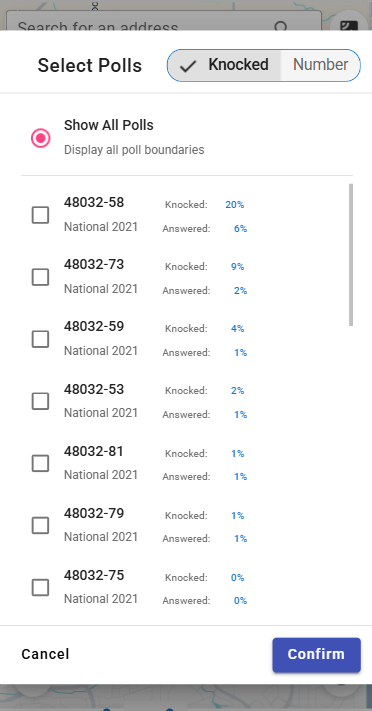 Search for an address
Select Polls
Knocked
Number
Show All Polls
Display all poll boundaries
48032-58 Knocked: 20%
National 2021 Answered: 6%
48032-73 Knocked: 9%
National 2021 Answered: 2%
48032-59 Knocked: 4%
National 2021 Answered: 1%
48032-53 Knocked: 2%
National 2021 Answered: 1%
48032-81 Knocked: 1%
National 2021 Answered: 1%
48032-79 Knocked: 1%
National 2021 Answered: 1%
48032-75 Knocked: 0%
National 2021 Answered: 0%
Cancel
Confirm